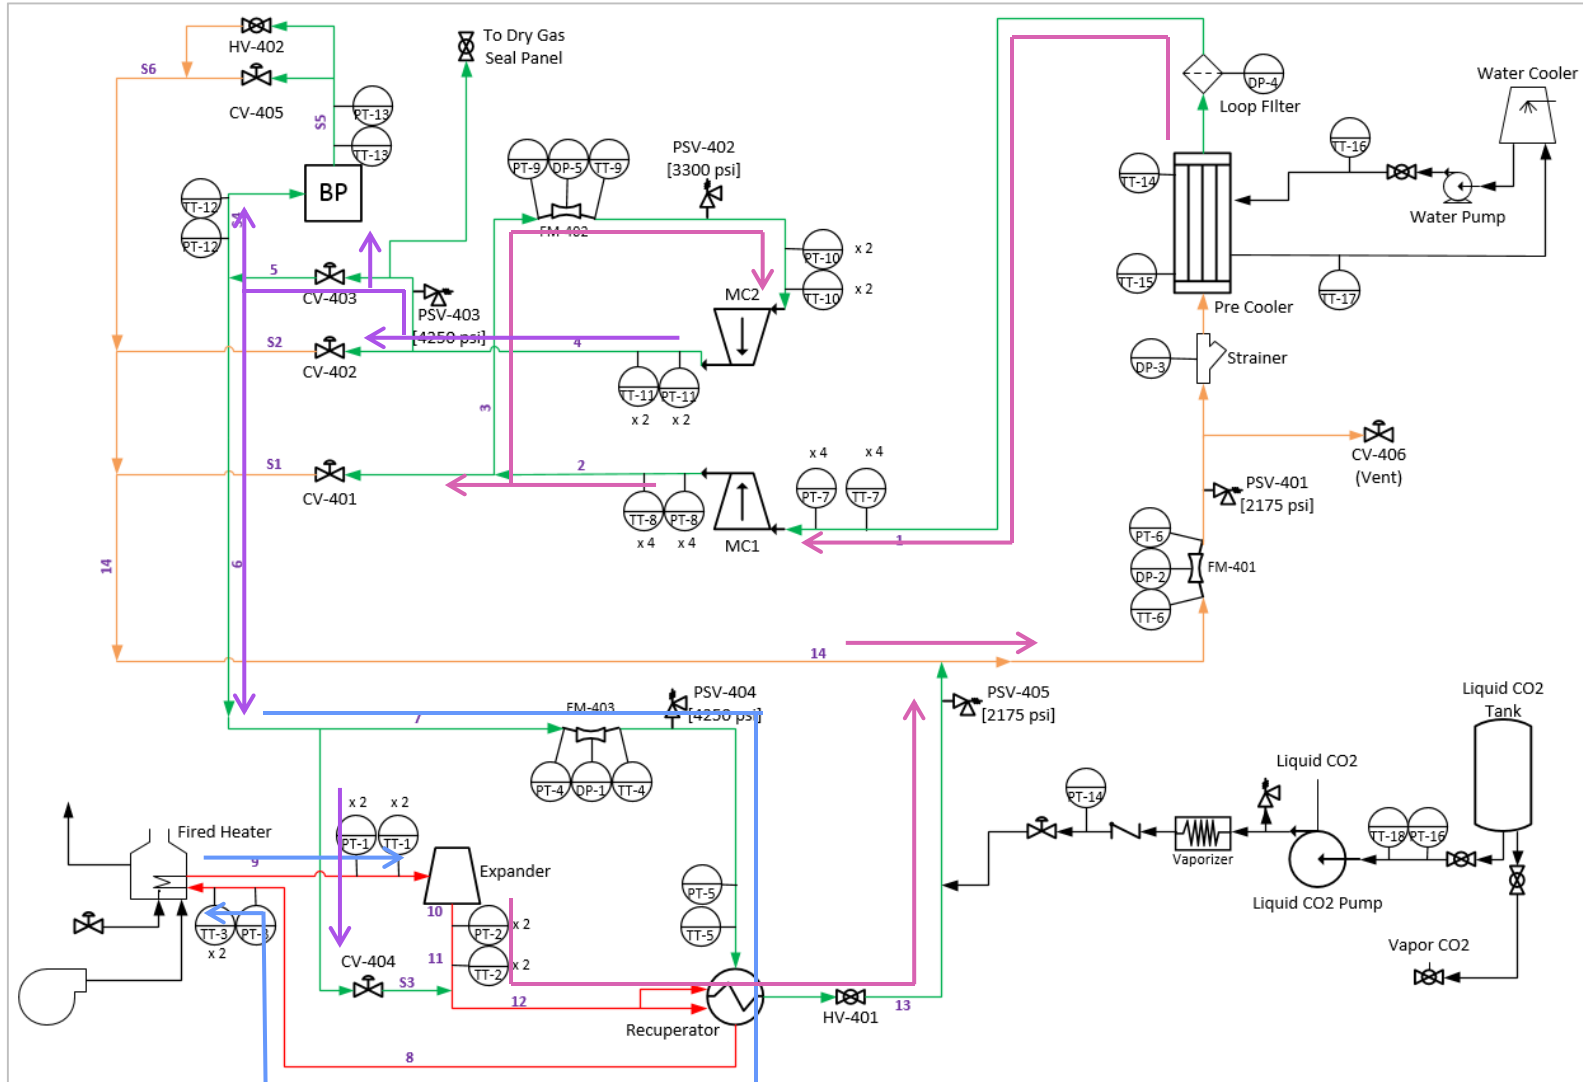 HV-402
S6
CV-405
S5
PT-13
TT-13
BP
TT-12
S4
PT-12
5
CV-403
PSV-403
[4250 psi]
To Dry Gas
Seal Panel
PT-9
DP-5
TT-9
FM-402
PSV-402
[3300 psi]
PT-10
x 2
TT-10
x 2
MC2
S2
CV-402
4
TT-11
PT-11
x 2
x 2
3
S1
CV-401
2
TT-8
PT-8
x 4
x 4
MC1
x 4
x 4
PT-7
TT-7
1
DP-4
Loop FIlter
TT-14
TT-15
Pre Cooler
TT-16
Water Cooler
Water Pump
TT-17
DP-3
Strainer
CV-406
(Vent)
PSV-401
[2175 psi]
PT-6
DP-2
TT-6
FM-401
14
6
14
7
FM-403
PT-4
DP-1
TT-4
PSV-404
[4250 psi]
PSV-405
[2175 psi]
Fired Heater
9
x 2
x 2
PT-1
TT-1
Expander
10
PT-2
x 2
11
TT-2
x 2
TT-3
PT-3
x 2
CV-404
S3
12
PT-5
TT-5
Recuperator
HV-401
13
8
Liquid CO2
Tank
Liquid CO2
PT-14
Vaporizer
TT-18
PT-16
Liquid CO2 Pump
Vapor CO2